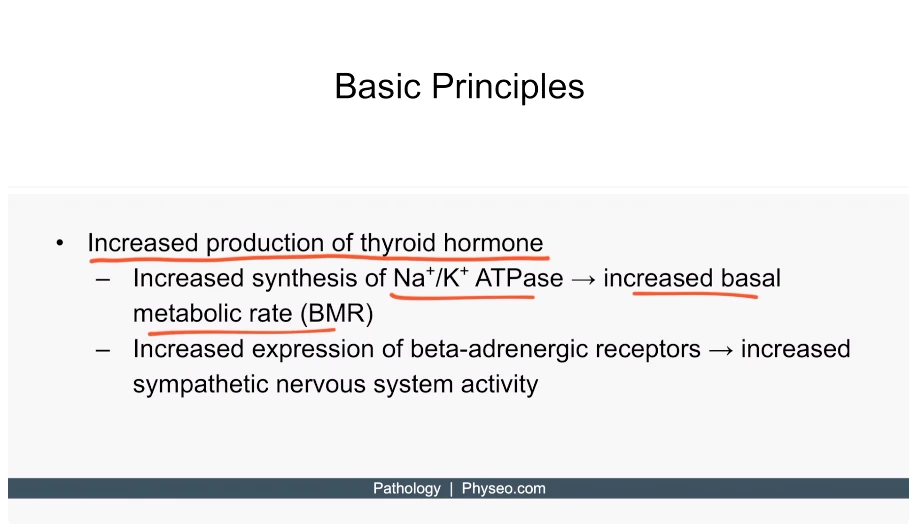 Basic Principles
• Increased production of thyroid hormone
– Increased synthesis of Na⁺/K⁺ ATPase → increased basal
metabolic rate (BMR)
– Increased expression of beta-adrenergic receptors → increased
sympathetic nervous system activity
Pathology | Physeo.com